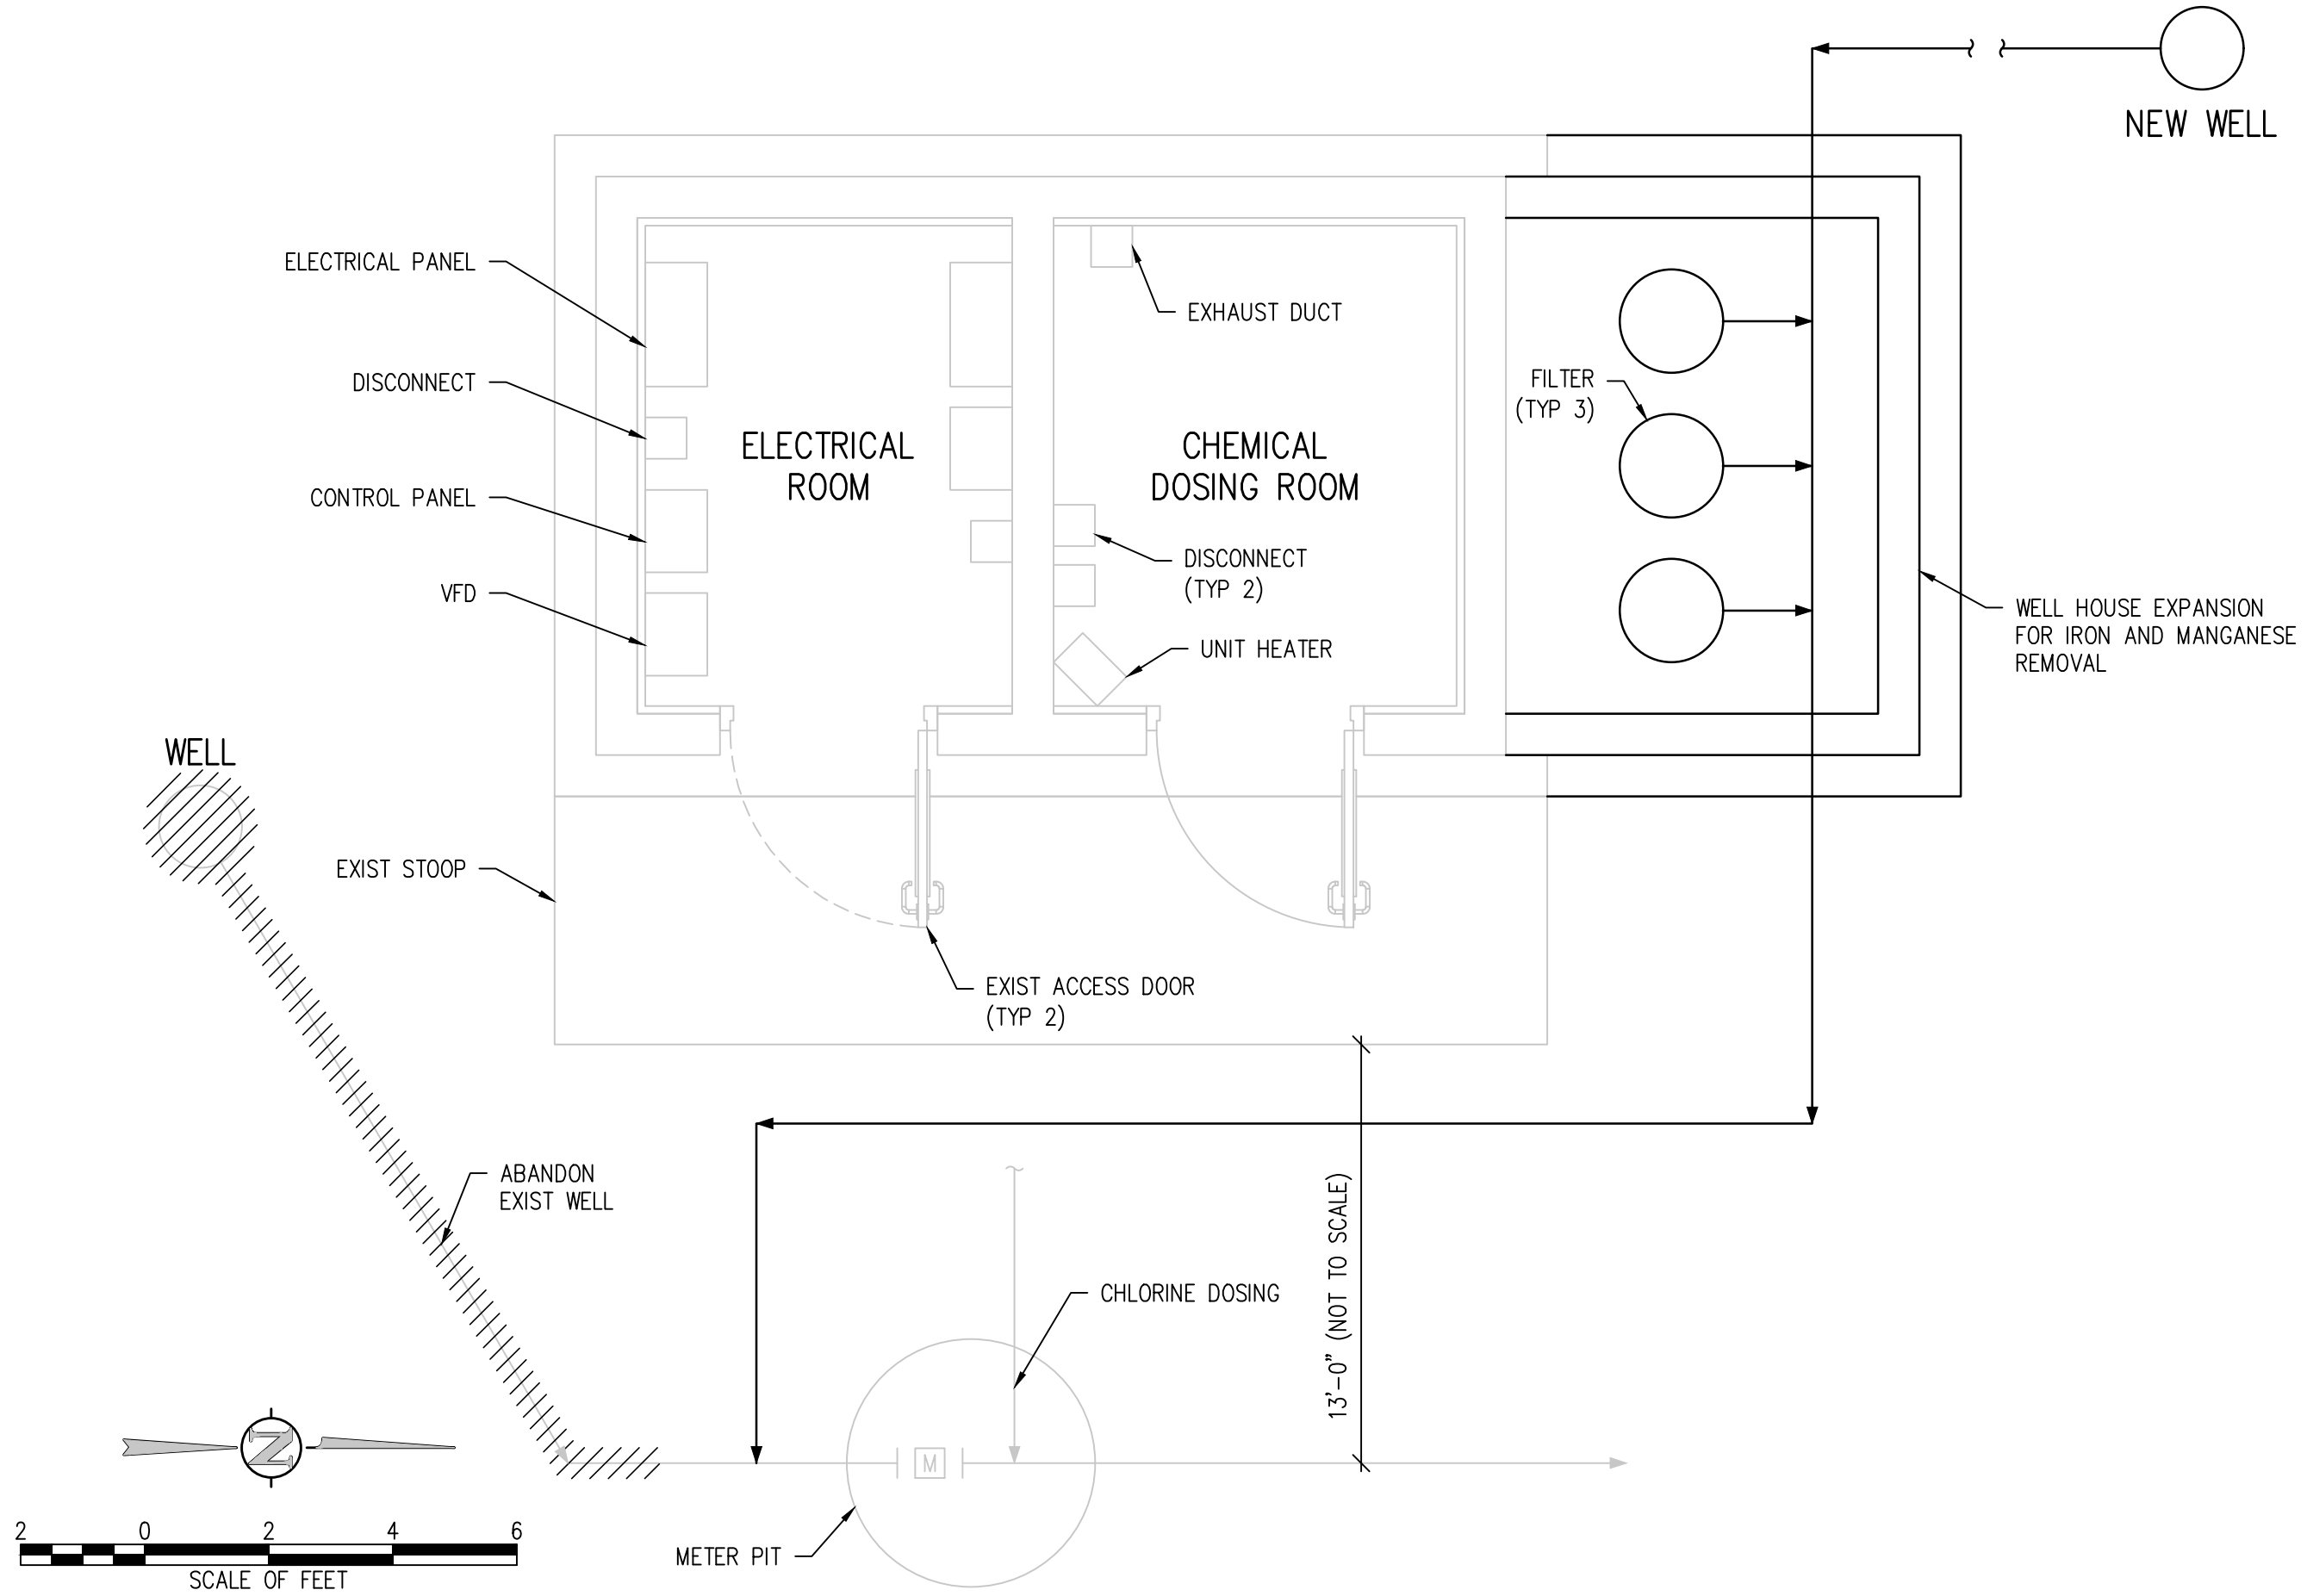 NEW WELL
ELECTRICAL PANEL
EXHAUST DUCT
DISCONNECT
FILTER
(TYP 3)
ELECTRICAL
ROOM
CHEMICAL
DOSING ROOM
CONTROL PANEL
DISCONNECT
(TYP 2)
VFD
UNIT HEATER
WELL HOUSE EXPANSION
FOR IRON AND MANGANESE
REMOVAL
WELL
EXIST STOOP
EXIST ACCESS DOOR
(TYP 2)
ABANDON
EXIST WELL
13'-0" (NOT TO SCALE)
CHLORINE DOSING
N
M
METER PIT
2 0 2 4 6
SCALE OF FEET